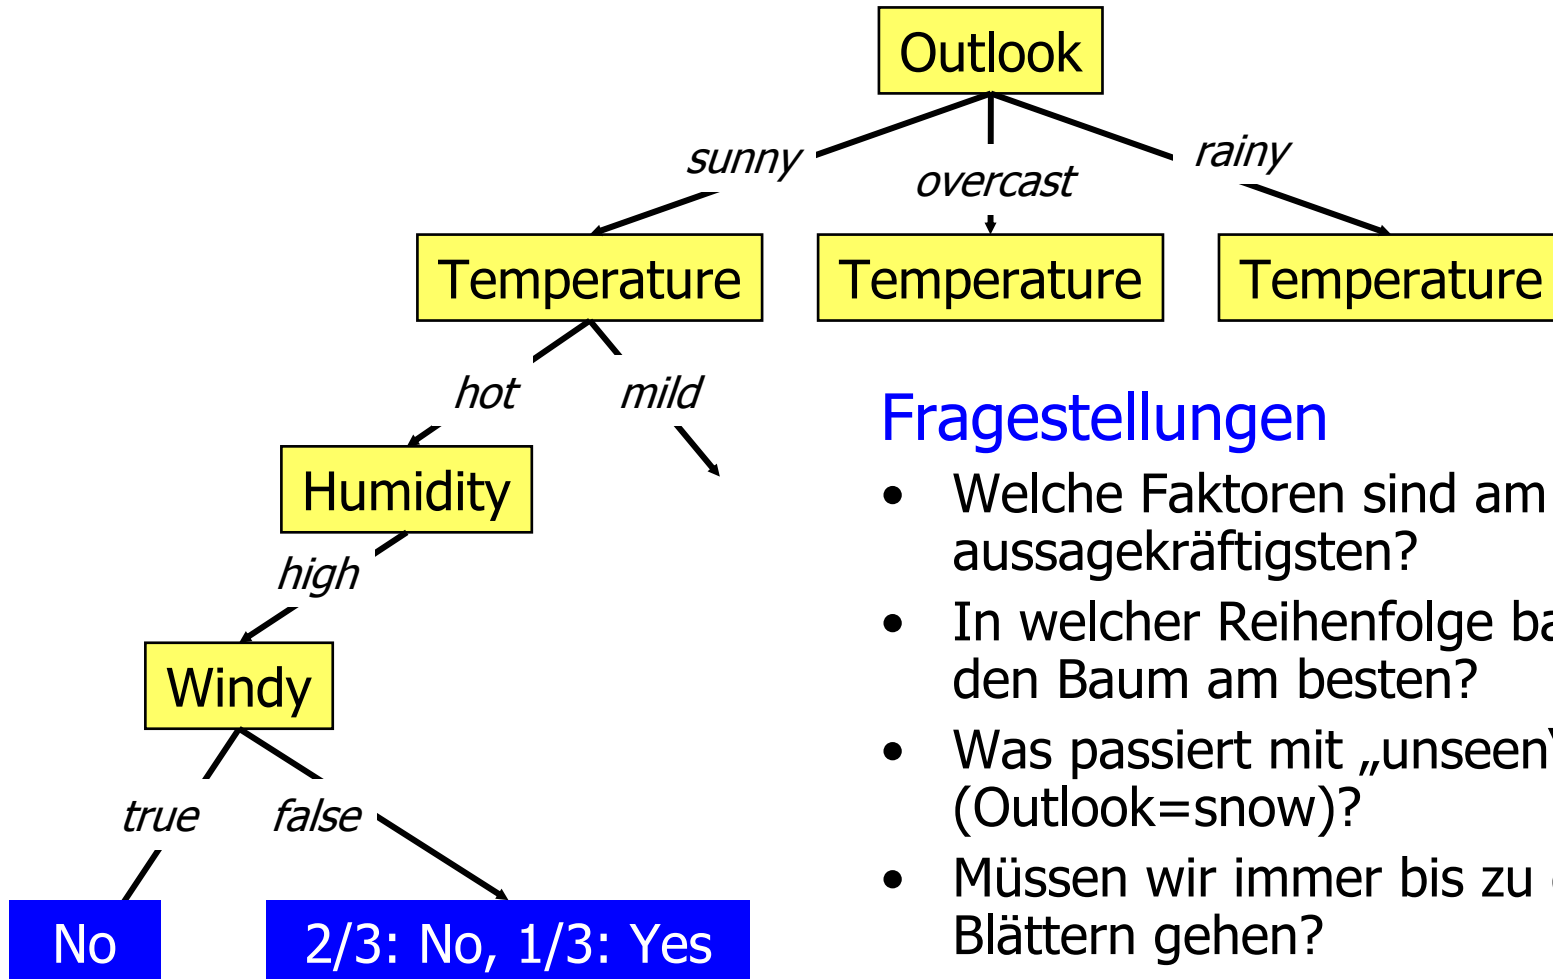 Outlook
sunny
overcast
rainy
Temperature
Temperature
Temperature
hot
mild
Humidity
high
Windy
true
false
No
2/3: No, 1/3: Yes
Fragestellungen
• Welche Faktoren sind am
aussagekräftigsten?
• In welcher Reihenfolge
den Baum am besten?
• Was passiert mit „unseen“
(Outlook=snow)?
• Müssen wir immer bis zu
Blättern gehen?